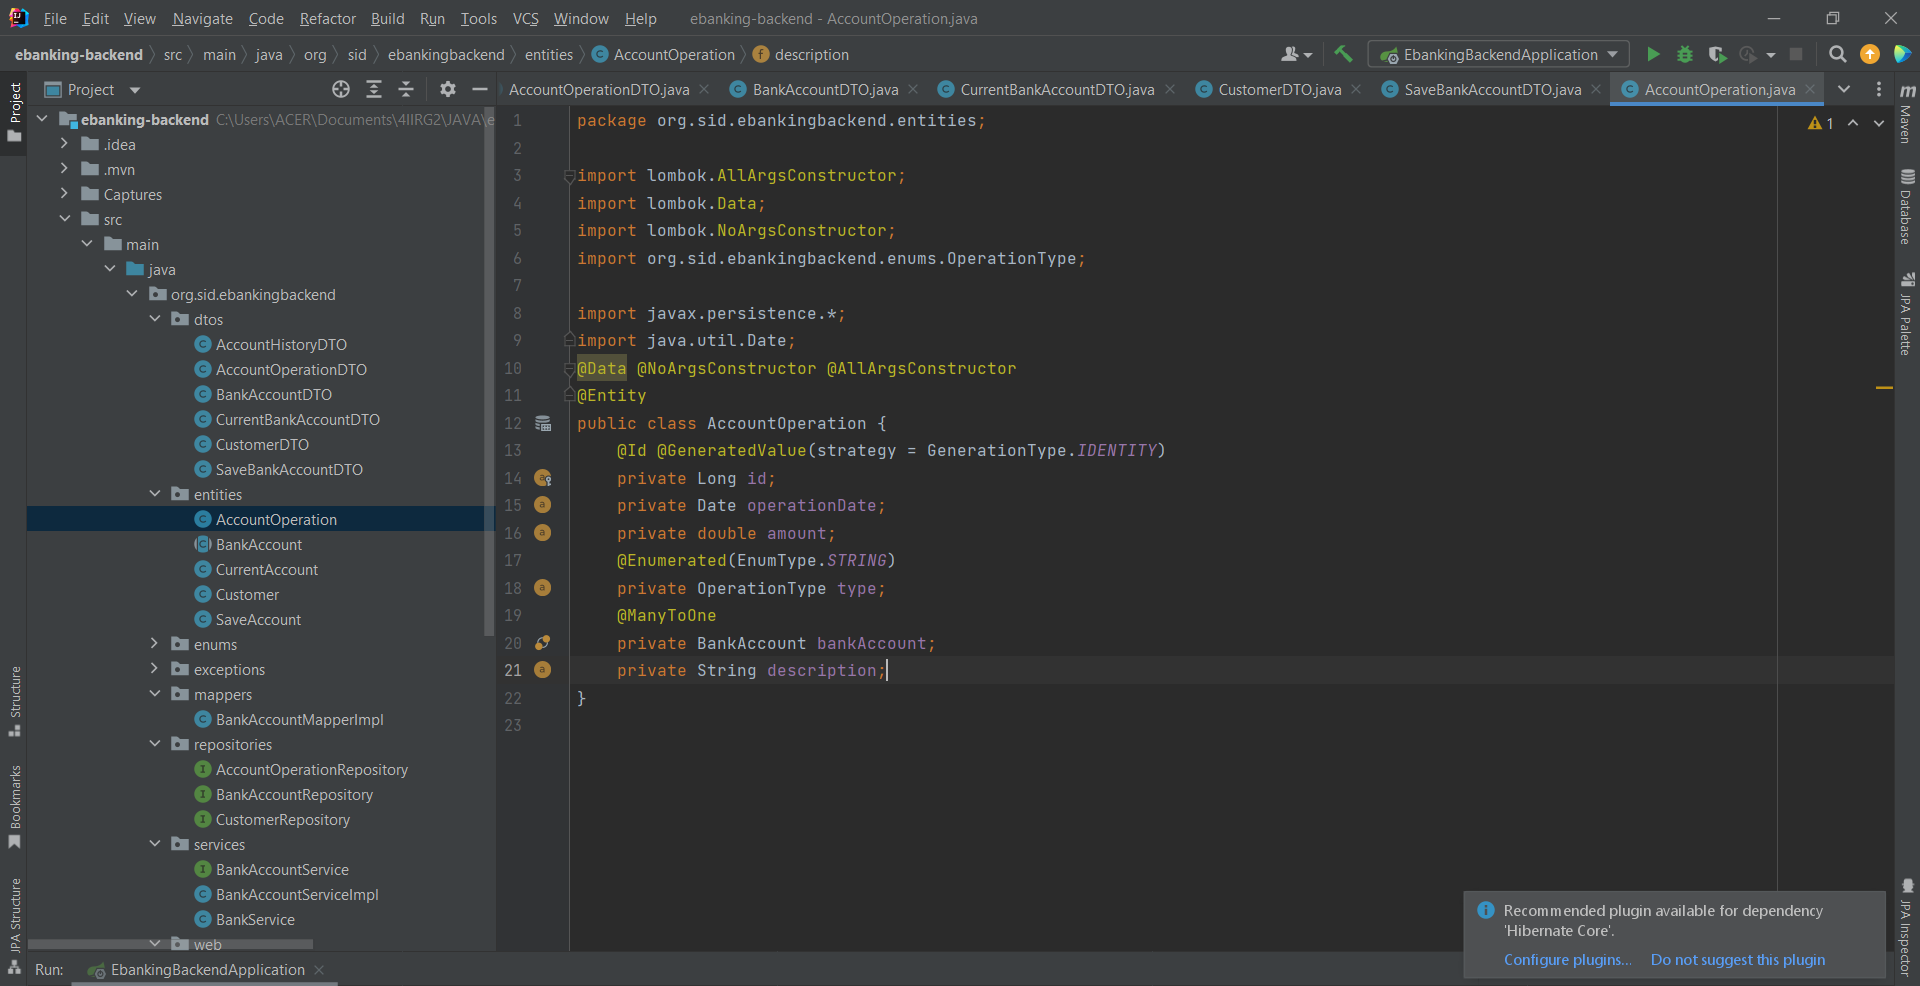 File Edit View Navigate Code Refactor Build Run Tools VCS Window Help ebanking-backend - AccountOperation.java
ebanking-backend src main java org sid ebankingbackend entities AccountOperation description EbankingBackendApplication
Project
AccountOperationDTO.java BankAccountDTO.java CurrentBankAccountDTO.java CustomerDTO.java SaveBankAccountDTO.java AccountOperation.java
ebanking-backend C:\Users\ACER\Documents\4IIRG2\JAVA\e
.idea
.mvn
Captures
src
main
java
org.sid.ebankingbackend
dtos
AccountHistoryDTO
AccountOperationDTO
BankAccountDTO
CurrentBankAccountDTO
CustomerDTO
SaveBankAccountDTO
entities
AccountOperation
BankAccount
CurrentAccount
Customer
SaveAccount
enums
exceptions
mappers
BankAccountMapperImpl
repositories
AccountOperationRepository
BankAccountRepository
CustomerRepository
services
BankAccountService
BankAccountServiceImpl
BankService
web
1 package org.sid.ebankingbackend.entities;
2
3 import lombok.AllArgsConstructor;
4 import lombok.Data;
5 import lombok.NoArgsConstructor;
6 import org.sid.ebankingbackend.enums.OperationType;
7
8 import javax.persistence.*;
9 import java.util.Date;
10 @Data @NoArgsConstructor @AllArgsConstructor
11 @Entity
12 public class AccountOperation {
13 @Id @GeneratedValue(strategy = GenerationType.IDENTITY)
14 private Long id;
15 private Date operationDate;
16 private double amount;
17 @Enumerated(EnumType.STRING)
18 private OperationType type;
19 @ManyToOne
20 private BankAccount bankAccount;
21 private String description;
22 }
23
1
Project
Structure
Bookmarks
JPA Structure
Maven
Database
JPA Palette
JPA Inspector
Recommended plugin available for dependency
'Hibernate Core'.
Configure plugins... Do not suggest this plugin
Run: EbankingBackendApplication